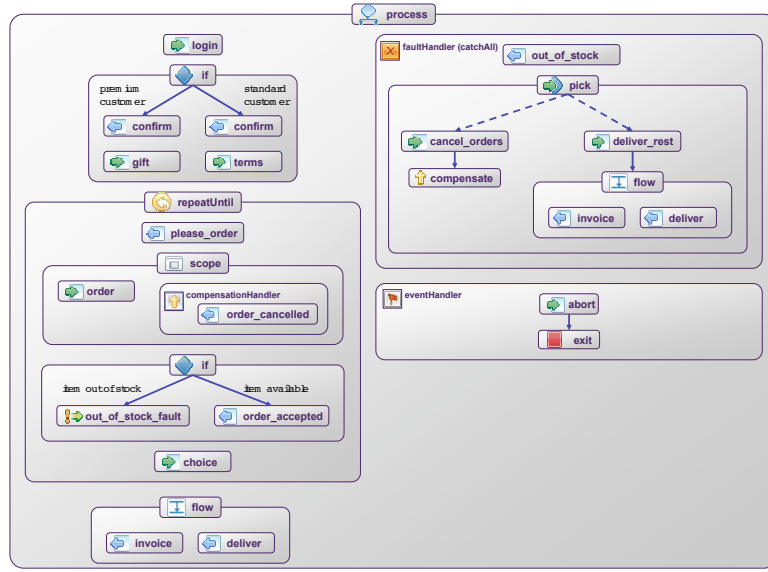 process
login
if
premium
customer
standard
customer
confirm
confirm
gift
terms
repeatUntil
please_order
scope
order
compensationHandler
order_cancelled
if
item outofstock
item available
out_of_stock_fault
order_accepted
choice
flow
invoice
deliver
faultHandler (catchAll)
out_of_stock
pick
cancel_orders
deliver_rest
compensate
flow
invoice
deliver
eventHandler
abort
exit